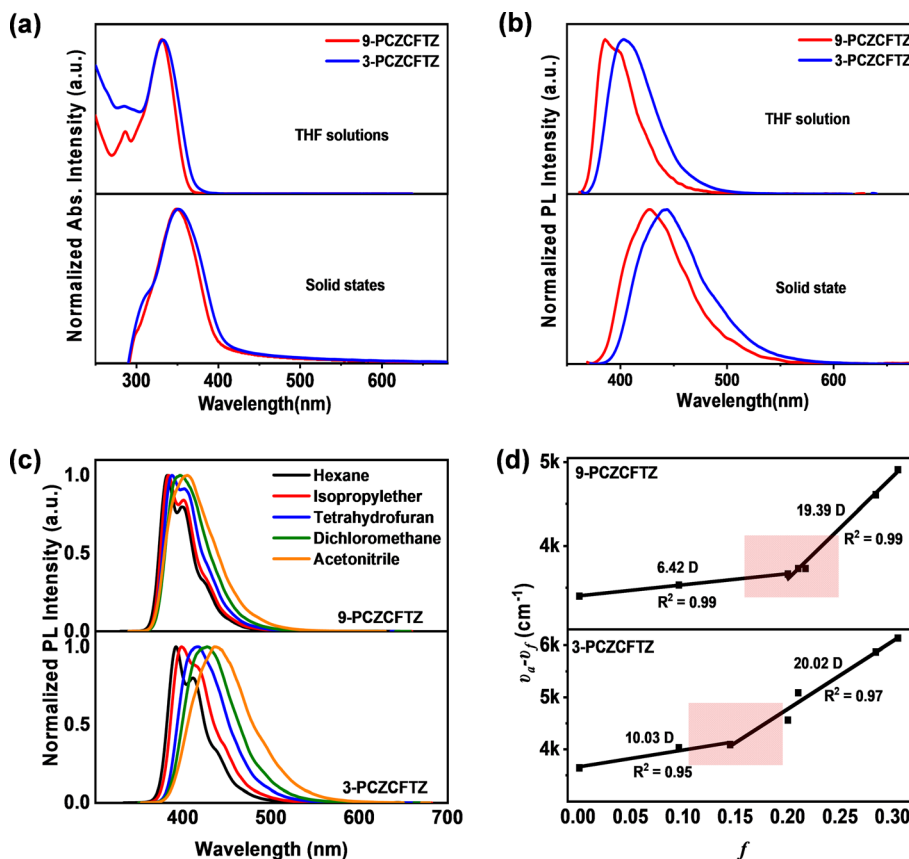 (a)
9-PCZCFTZ
3-PCZCFTZ
THF solutions
Solid states
Normalized Abs. Intensity (a.u.)
300 400 500 600
Wavelength(nm)
(b)
9-PCZCFTZ
3-PCZCFTZ
THF solution
Solid state
Normalized PL Intensity (a.u.)
400 500 600
Wavelength(nm)
(c)
Hexane
Isopropylether
Tetrahydrofuran
Dichloromethane
Acetonitrile
9-PCZCFTZ
3-PCZCFTZ
1.0
0.5
0.0
1.0
0.5
0.0
Normalized PL Intensity (a.u.)
400 500 600 700
Wavelength (nm)
(d)
9-PCZCFTZ
5k
4k
6.42 D
R² = 0.99
19.39 D
R² = 0.99
3-PCZCFTZ
6k
5k
4k
10.03 D
R² = 0.95
20.02 D
R² = 0.97
υa-υf (cm⁻¹)
0.00 0.10 0.15 0.20 0.25 0.30
f